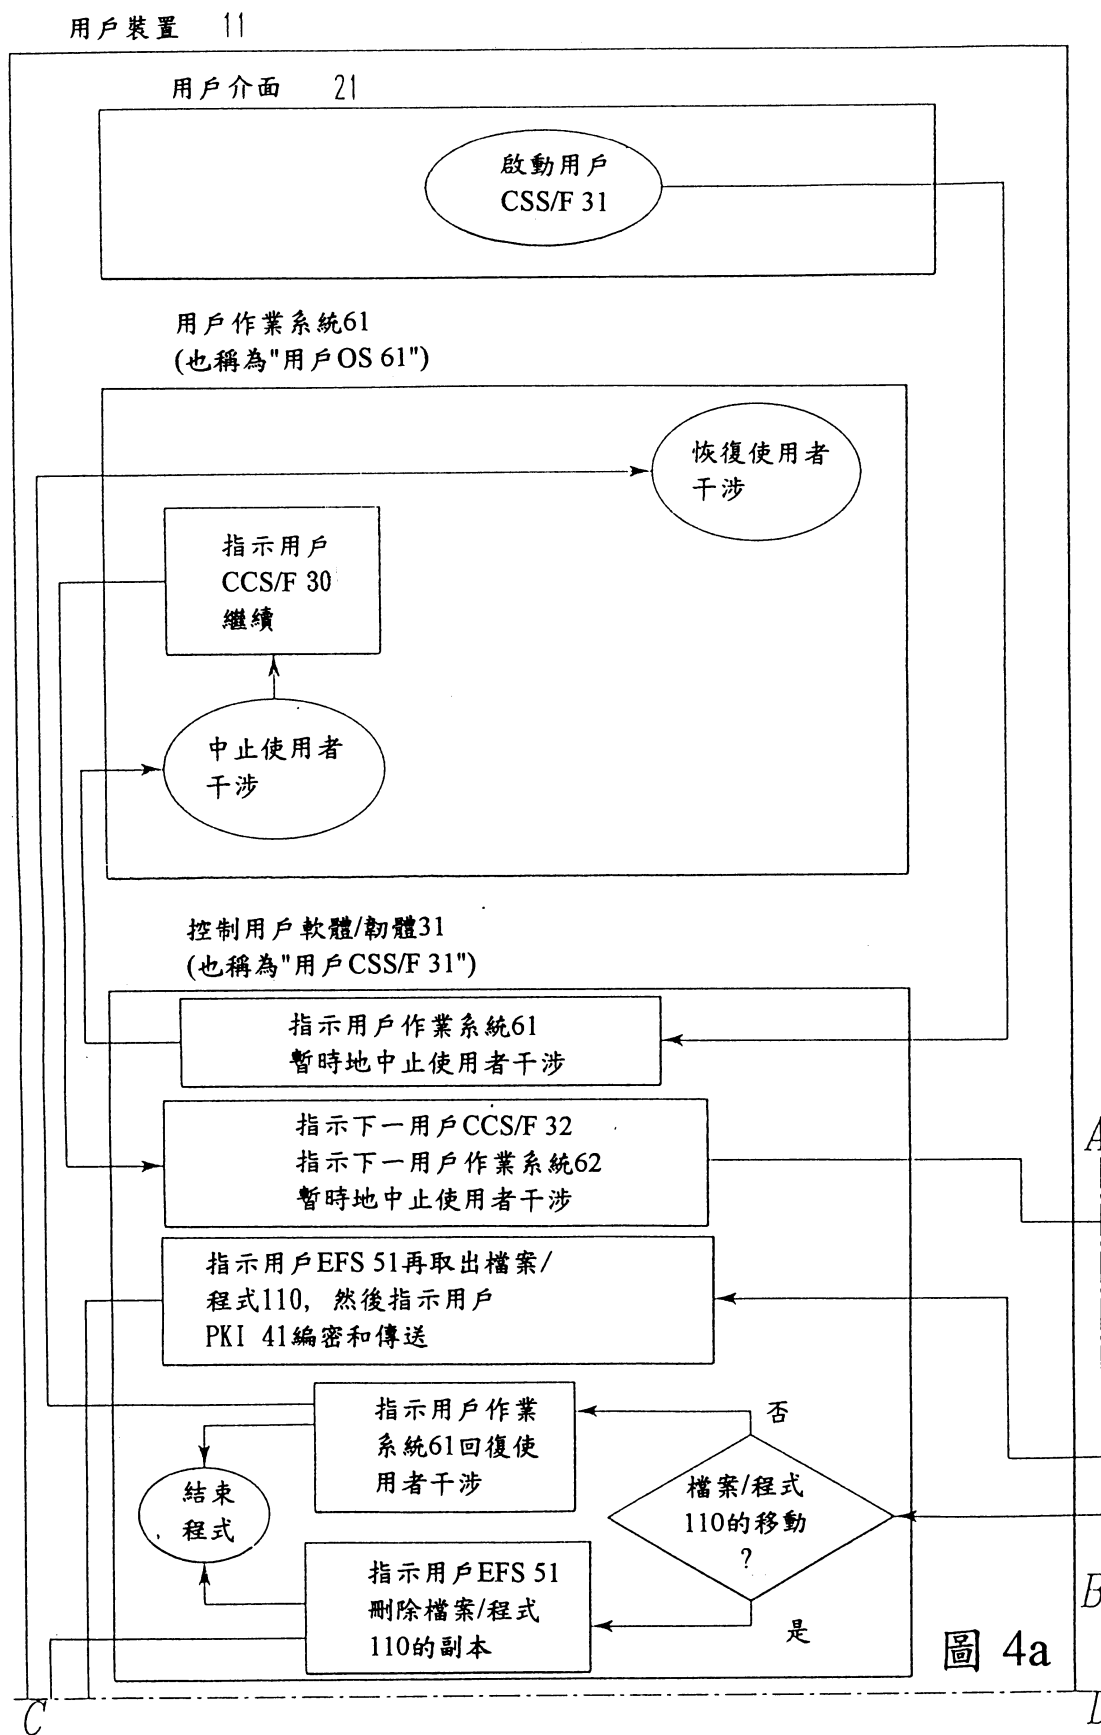 用戶裝置 11
用戶介面 21
啟動用戶
CSS/F 31
用戶作業系統61
(也稱為"用戶OS 61")
恢復使用者
干涉
指示用戶
CCS/F 30
繼續
中止使用者
干涉
控制用戶軟體/韌體31
(也稱為"用戶CSS/F 31")
指示用戶作業系統61
暫時地中止使用者干涉
指示下一用戶CCS/F 32
指示下一用戶作業系統62
暫時地中止使用者干涉
A
指示用戶EFS 51再取出檔案/
程式110, 然後指示用戶
PKI 41編密和傳送
指示用戶作業
系統61回復使
用者干涉
否
結束
程式
檔案/程式
110的移動
?
指示用戶EFS 51
刪除檔案/程式
110的副本
是
B
圖 4a
C